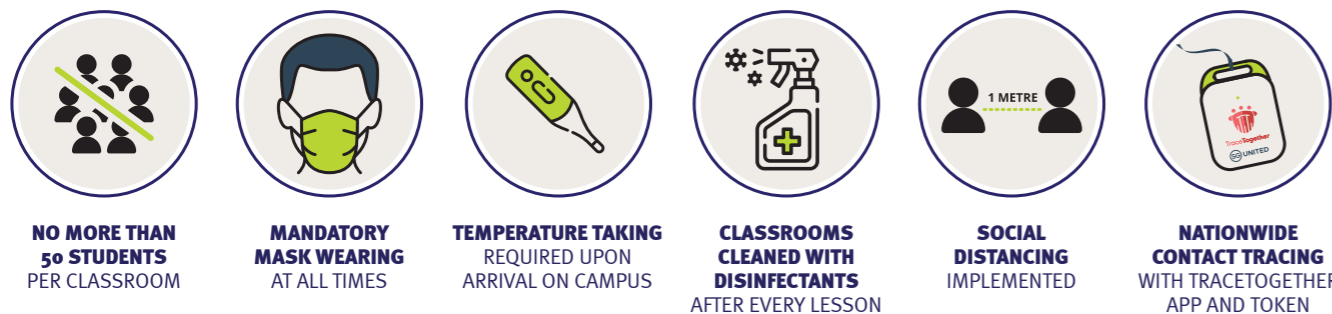 1 METRE
TraceTogether
SG UNITED
NO MORE THAN
50 STUDENTS
PER CLASSROOM
MANDATORY
MASK WEARING
AT ALL TIMES
TEMPERATURE TAKING
REQUIRED UPON
ARRIVAL ON CAMPUS
CLASSROOMS
CLEANED WITH
DISINFECTANTS
AFTER EVERY LESSON
SOCIAL
DISTANCING
IMPLEMENTED
NATIONWIDE
CONTACT TRACING
WITH TRACETOGETHER
APP AND TOKEN